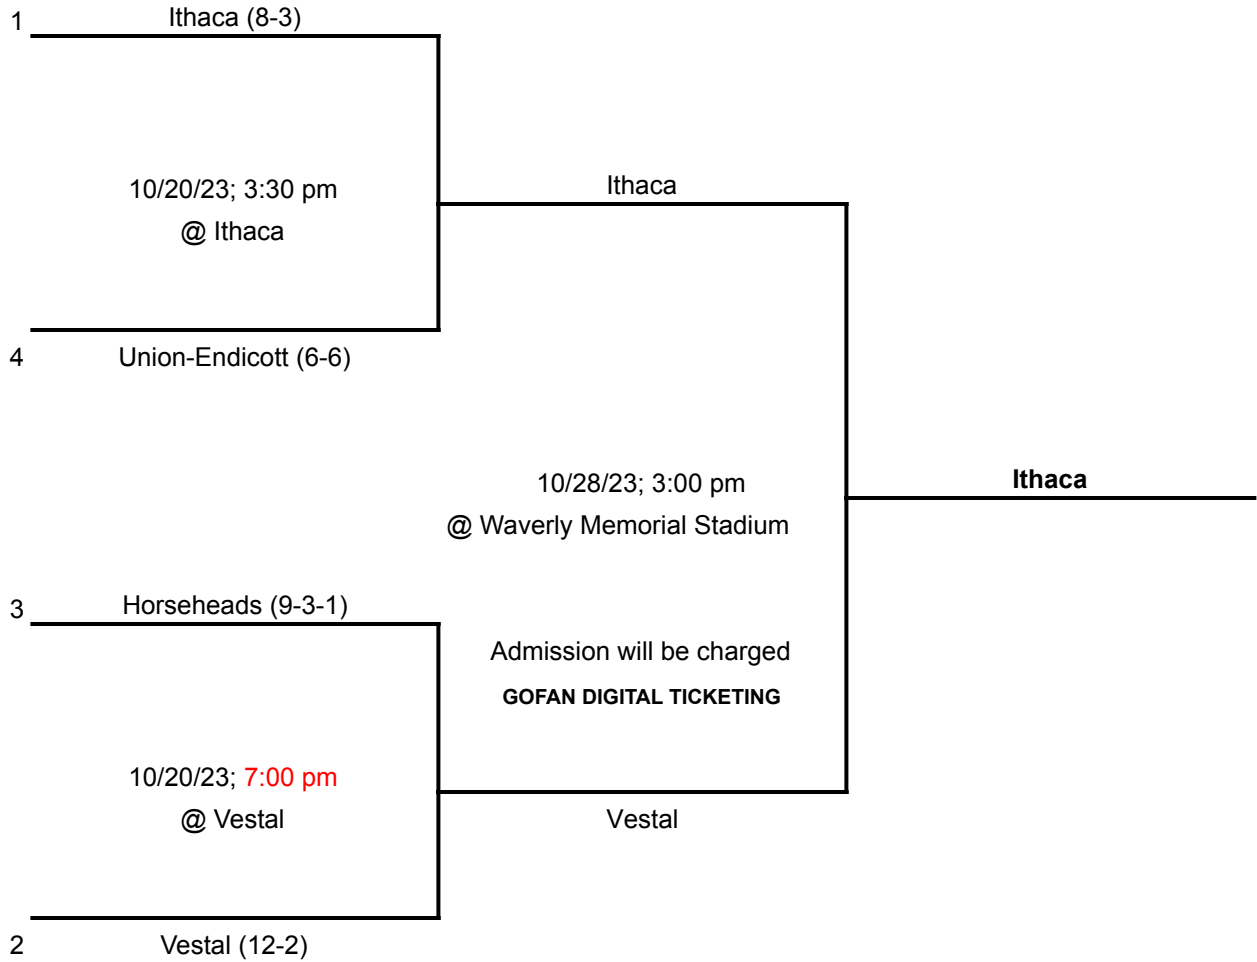 1 Ithaca (8-3)
10/20/23; 3:30 pm
@ Ithaca
Ithaca
4 Union-Endicott (6-6)
10/28/23; 3:00 pm
@ Waverly Memorial Stadium
Ithaca
3 Horseheads (9-3-1)
Admission will be charged
GOFAN DIGITAL TICKETING
10/20/23; 7:00 pm
@ Vestal
Vestal
2 Vestal (12-2)